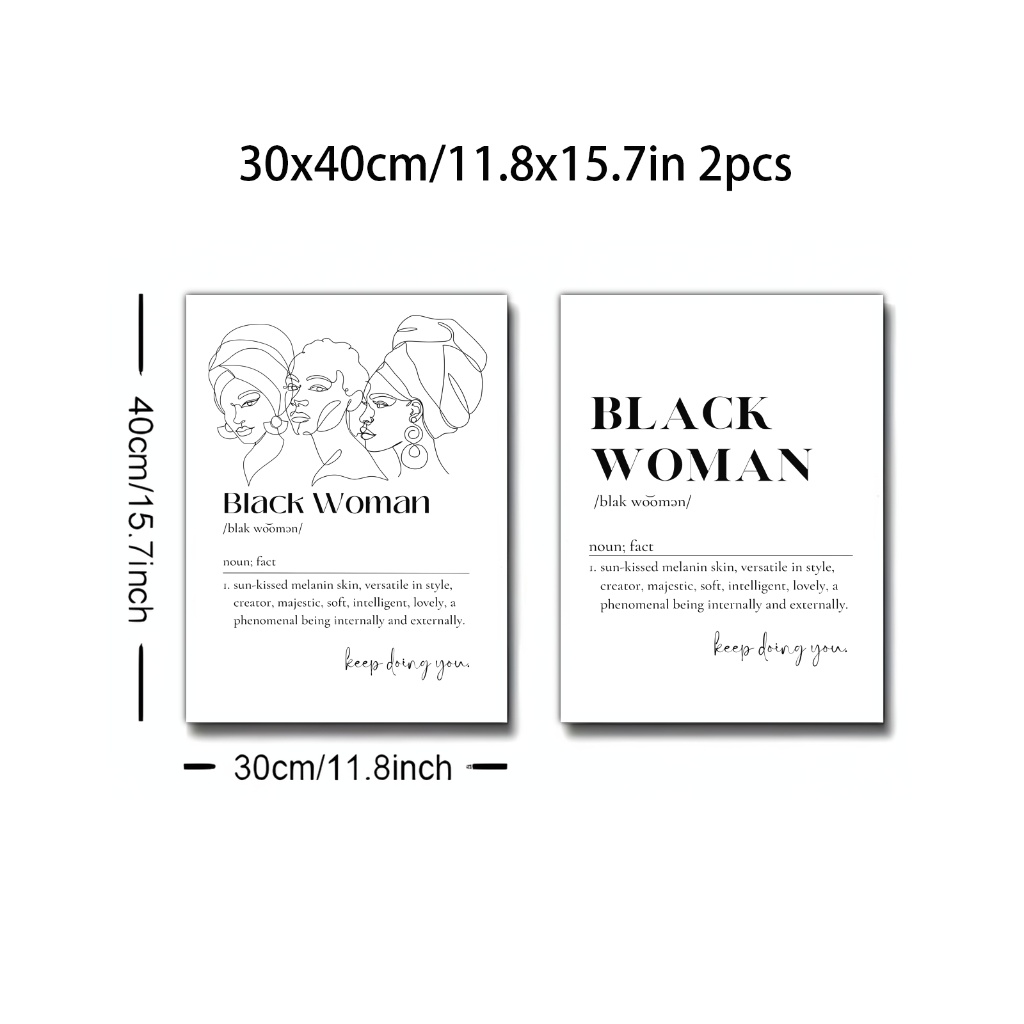 30x40cm/11.8x15.7in 2pcs
40cm/15.7inch
Black Woman
/blak wo͝omən/
noun; fact
1. sun-kissed melanin skin, versatile in style,
creator, majestic, soft, intelligent, lovely, a
phenomenal being internally and externally.
keep doing you.
30cm/11.8inch
BLACK
WOMAN
/blak wo͝omən/
noun; fact
1. sun-kissed melanin skin, versatile in style,
creator, majestic, soft, intelligent, lovely, a
phenomenal being internally and externally.
keep doing you.